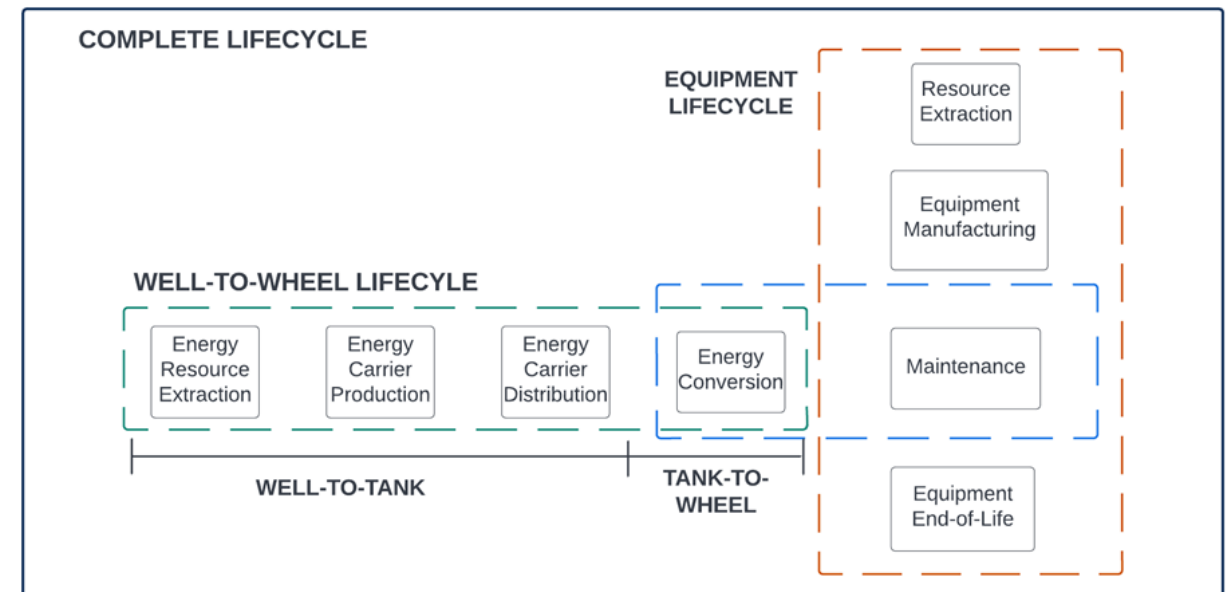 COMPLETE LIFECYCLE
EQUIPMENT
LIFECYCLE
Resource
Extraction
Equipment
Manufacturing
WELL-TO-WHEEL LIFECYLE
Energy
Resource
Extraction
Energy
Carrier
Production
Energy
Carrier
Distribution
Energy
Conversion
Maintenance
WELL-TO-TANK
TANK-TO-
WHEEL
Equipment
End-of-Life